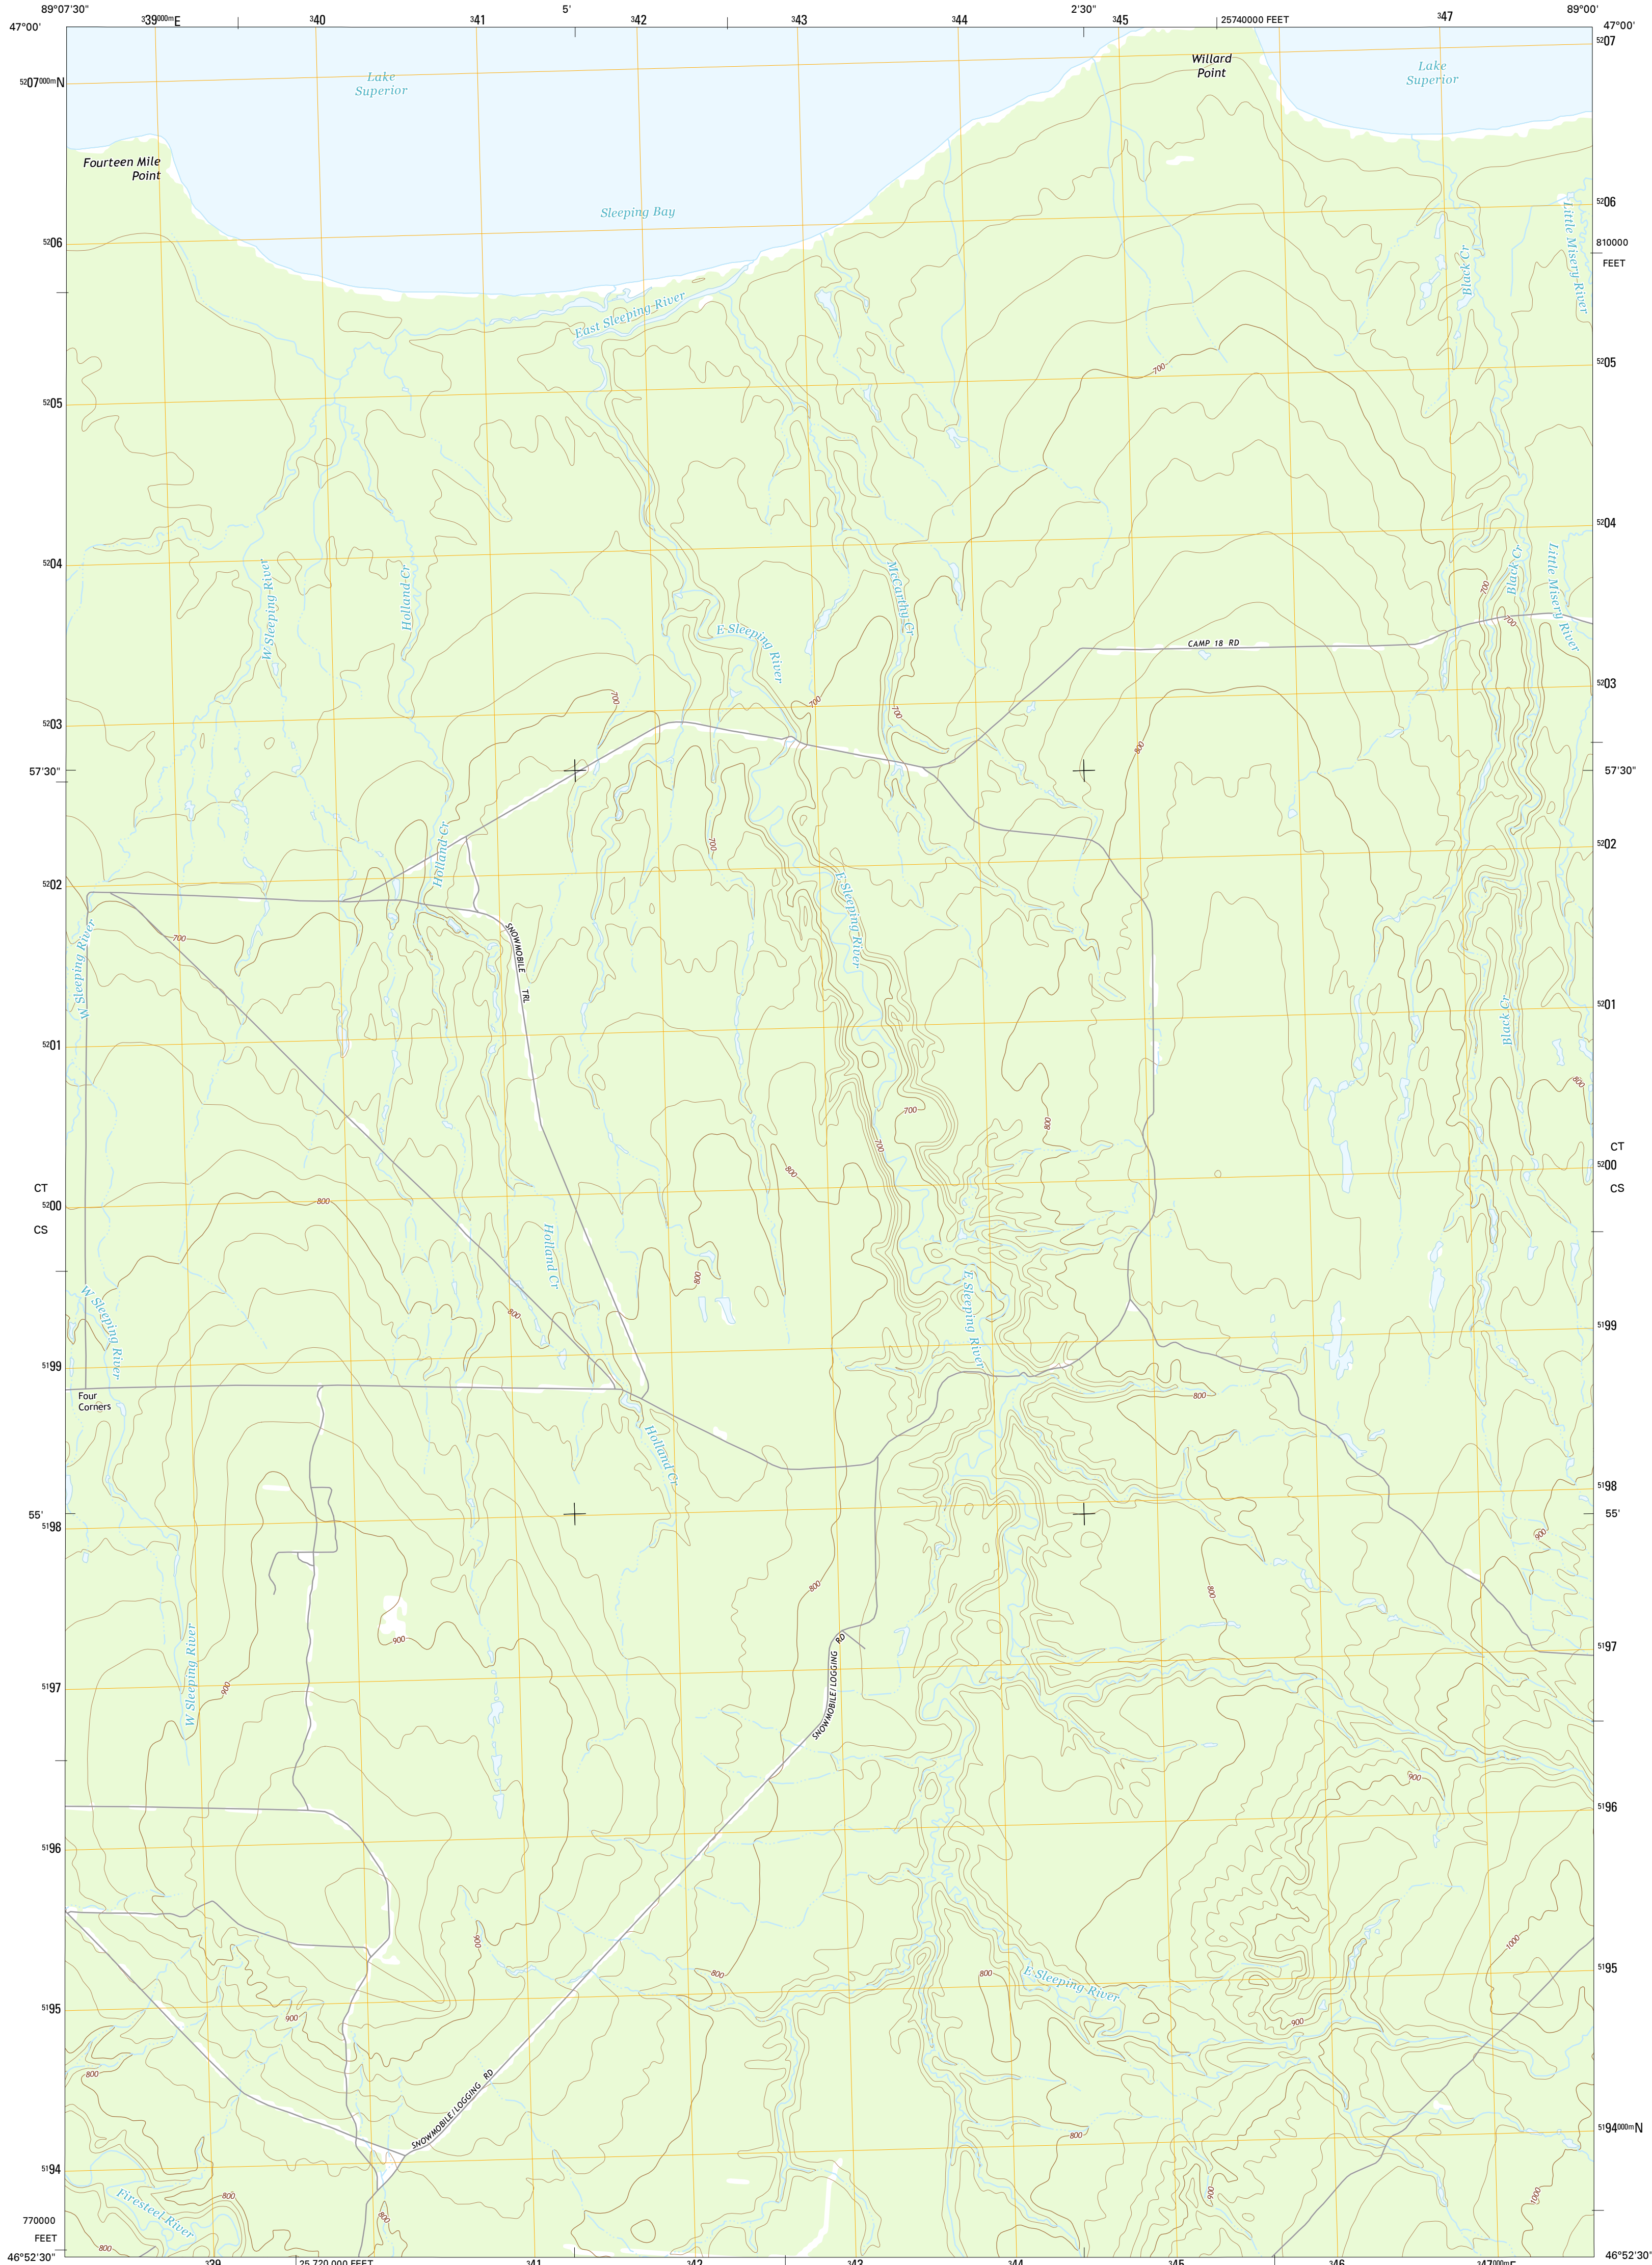 89°07'30"
339000mE
340
341
5'
342
343
344
2'30"
345
25740000 FEET
347
89°00'
47°00'
47°00'
5207
5207000mN
Lake
Superior
Willard
Point
Lake
Superior
Fourteen Mile
Point
Sleeping Bay
5206
5206
810000
FEET
Black Cr
Little Misery River
East Sleeping River
5205
5205
700
5204
5204
W Sleeping River
Holland Cr
McCarthy Cr
E Sleeping River
Black Cr
Little Misery River
700
700
CAMP 18 RD
5203
5203
700
700
700
800
57'30"
57'30"
Holland Cr
700
5202
5202
E Sleeping River
W Sleeping River
700
SNOWMOBILE TRL
5201
5201
Black Cr
800
700
800
700
800
CT
CS
CT
5200
CS
5200
800
Holland Cr
800
E Sleeping River
W Sleeping River
800
5199
5199
Four
Corners
800
Holland Cr
5198
5198
55'
55'
900
800
800
900
W Sleeping River
900
SNOWMOBILE/LOGGING RD
5197
5197
900
5196
5196
900
1000
800
800
E Sleeping River
5195
5195
900
900
800
SNOWMOBILE/LOGGING RD
800
5194000mN
5194
Firesteel River
800
800
800
900
1000
770000
FEET
46°52'30"
339
25 720 000 FEET
341
342
343
344
345
346
347000mE
46°52'30"